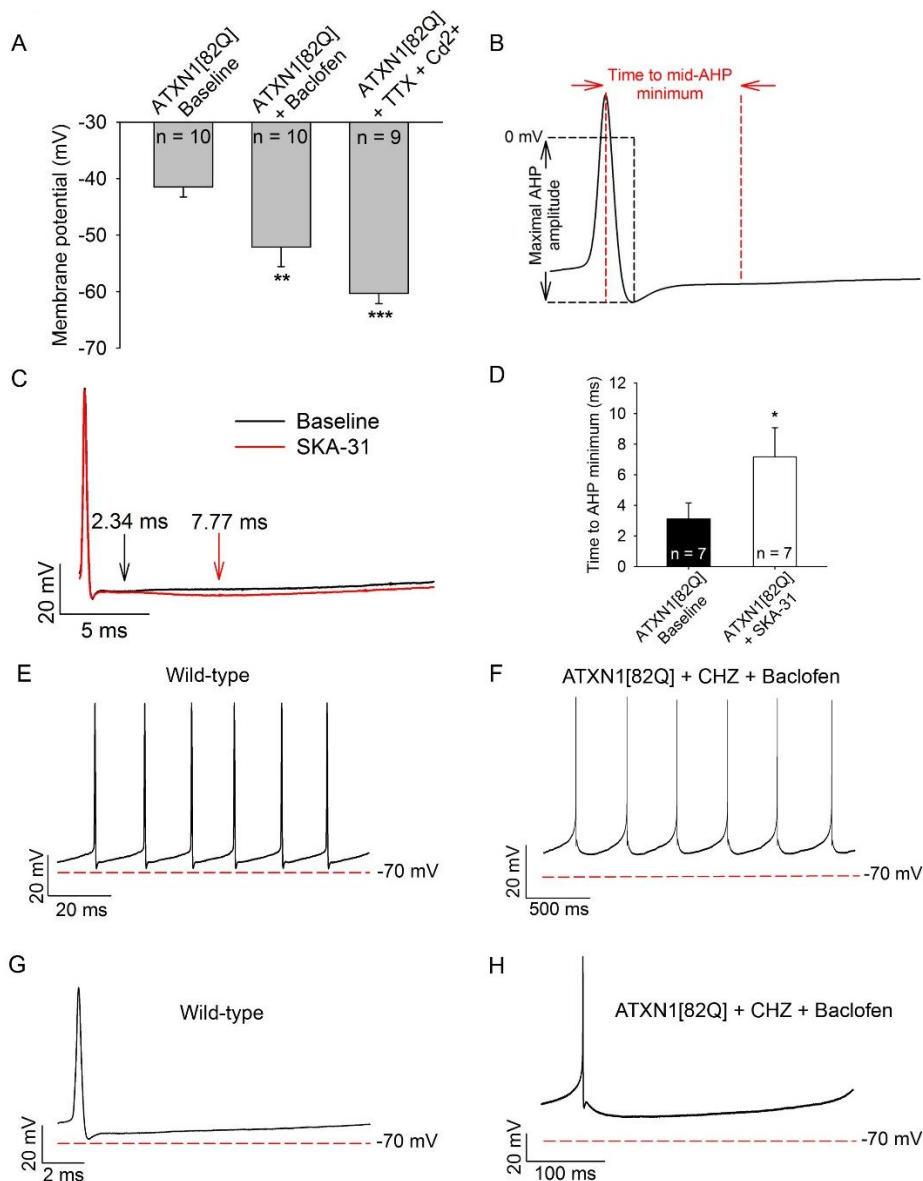 A
ATXN1[82Q]
Baseline
ATXN1[82Q]
+ Baclofen
ATXN1[82Q]
+ TTX + Cd2+
Membrane potential (mV)
-30
-40
-50
-60
-70
n = 10
n = 10
n = 9
**
***
B
Time to mid-AHP
minimum
0 mV
Maximal AHP
amplitude
C
Baseline
SKA-31
2.34 ms
7.77 ms
20 mV
5 ms
D
Time to AHP minimum (ms)
12
10
8
6
4
2
0
*
n = 7
n = 7
ATXN1[82Q]
Baseline
ATXN1[82Q]
+ SKA-31
E
Wild-type
-70 mV
20 mV
20 ms
F
ATXN1[82Q] + CHZ + Baclofen
-70 mV
20 mV
500 ms
G
Wild-type
-70 mV
20 mV
2 ms
H
ATXN1[82Q] + CHZ + Baclofen
-70 mV
20 mV
100 ms